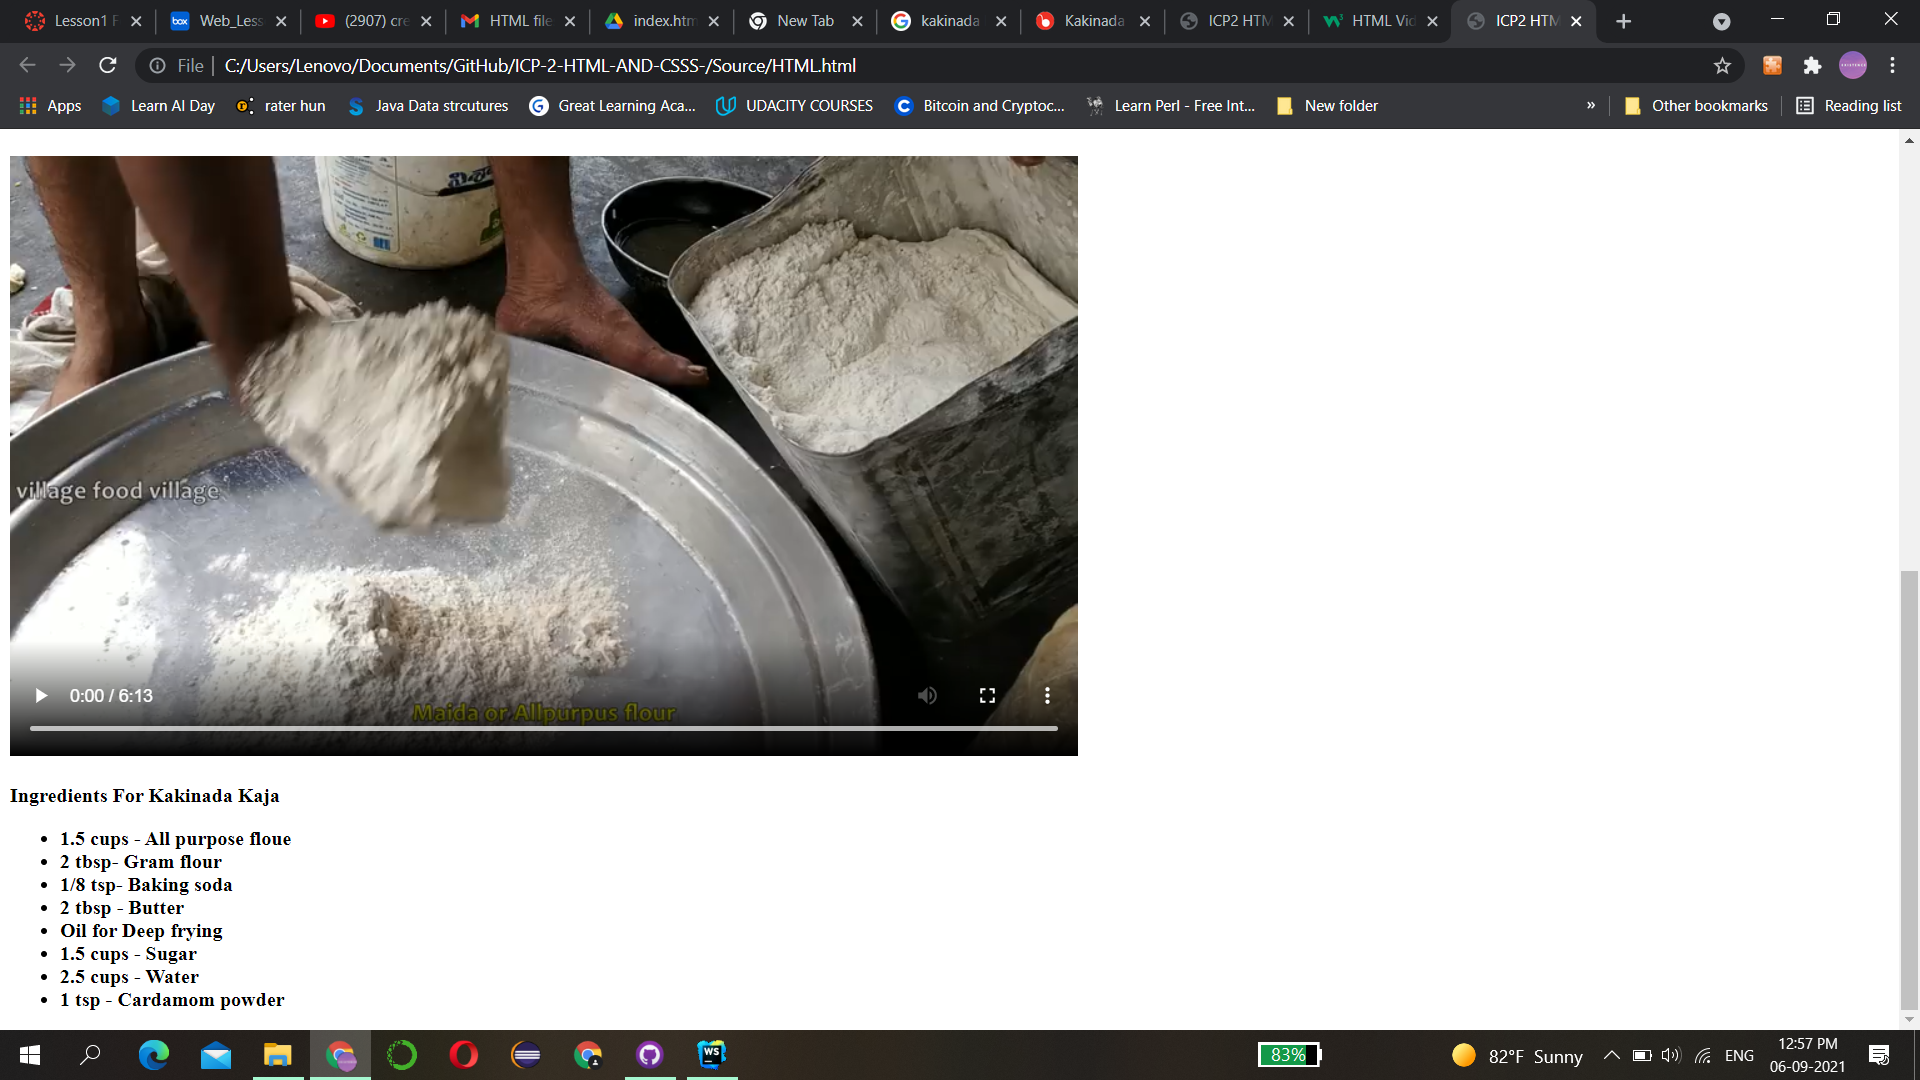 Lesson1 F
Web_Less
(2907) cre
HTML file
index.htm
New Tab
kakinada
Kakinada
ICP2 HTM
HTML Vid
ICP2 HTM
File
C:/Users/Lenovo/Documents/GitHub/ICP-2-HTML-AND-CSSS-/Source/HTML.html
Apps
Learn AI Day
rater hun
Java Data strcutures
Great Learning Aca...
UDACITY COURSES
Bitcoin and Cryptoc...
Learn Perl - Free Int...
New folder
»
Other bookmarks
Reading list
village food village
Maida or Allpurpus flour
0:00 / 6:13
Ingredients For Kakinada Kaja
• 1.5 cups - All purpose floue
• 2 tbsp- Gram flour
• 1/8 tsp- Baking soda
• 2 tbsp - Butter
• Oil for Deep frying
• 1.5 cups - Sugar
• 2.5 cups - Water
• 1 tsp - Cardamom powder
83%
82°F Sunny
ENG
12:57 PM
06-09-2021